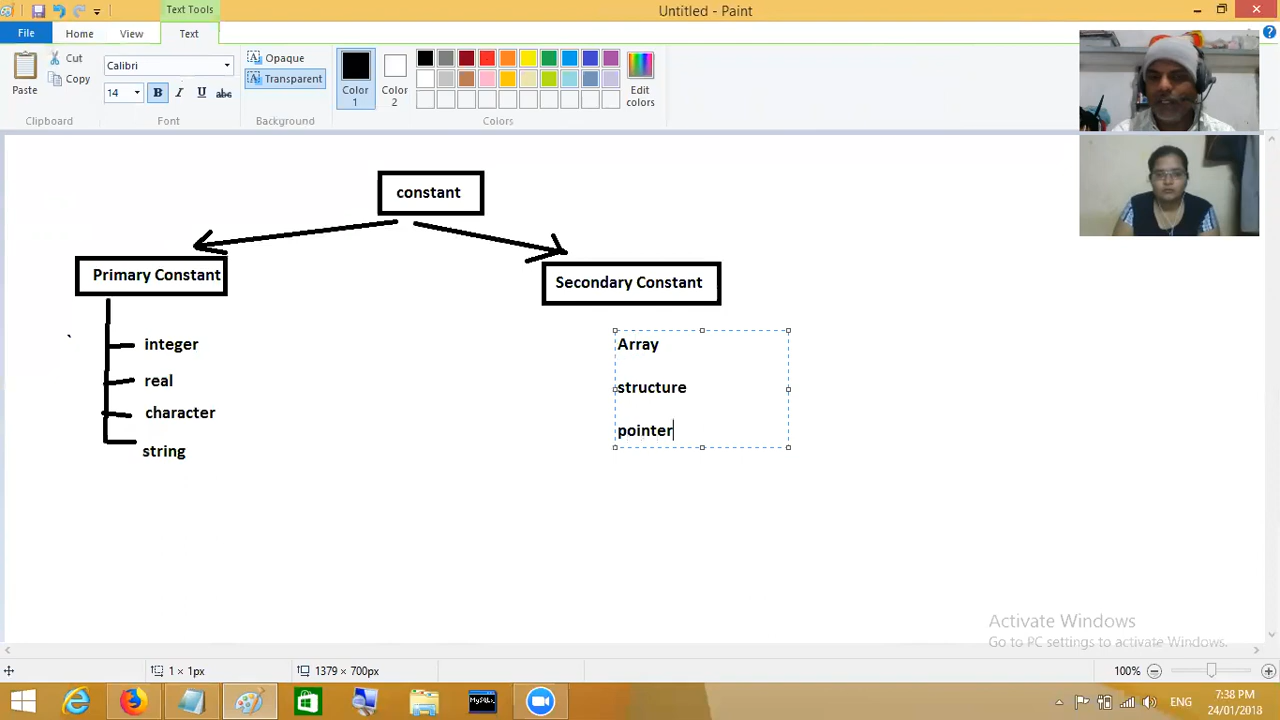 Text Tools
Untitled - Paint
File
Home
View
Text
Paste
Cut
Copy
Clipboard
Calibri
14
B
I
U
abc
Font
Opaque
Transparent
Background
Color 1
Color 2
Edit colors
Colors
constant
Primary Constant
Secondary Constant
integer
real
character
string
Array
structure
pointer
Activate Windows
Go to PC settings to activate Windows.
1 × 1px
1379 × 700px
100%
ENG
7:38 PM
24/01/2018